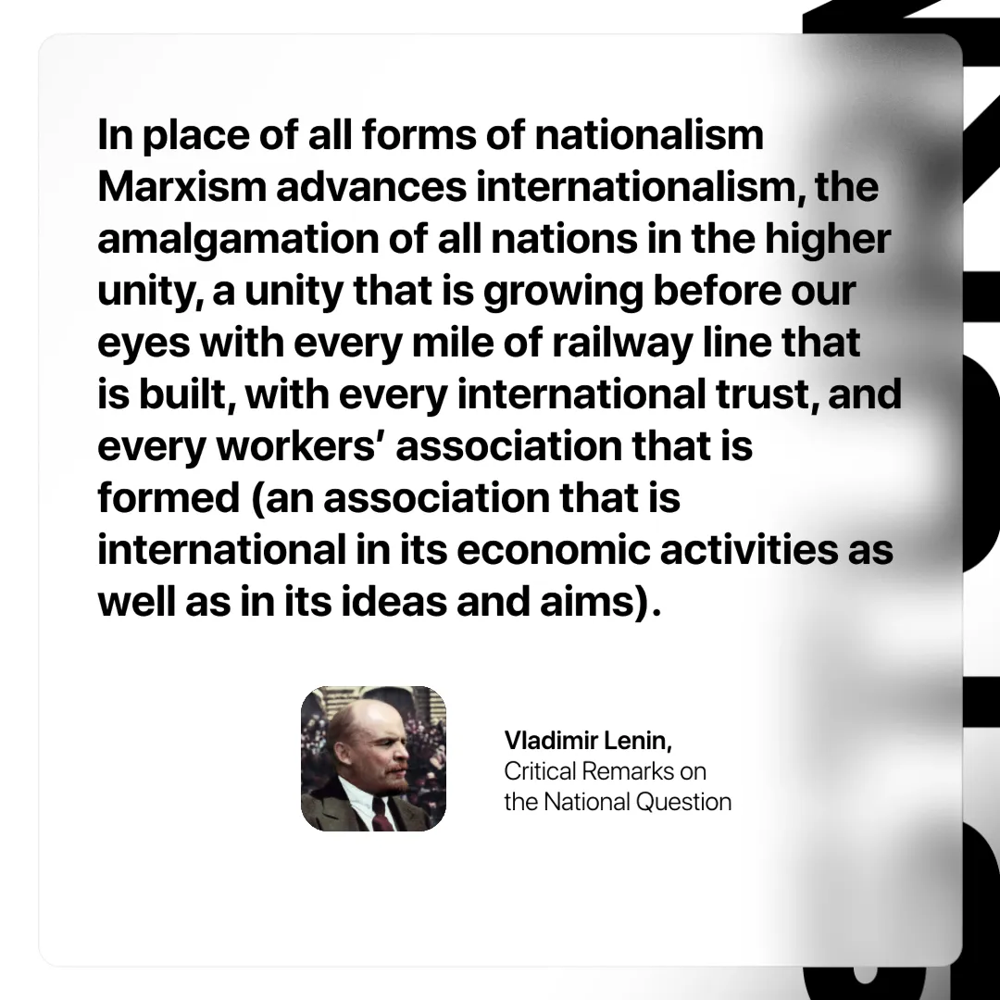 In place of all forms of nationalism
Marxism advances internationalism, the
amalgamation of all nations in the higher
unity, a unity that is growing before our
eyes with every mile of railway line that
is built, with every international trust, and
every workers’ association that is
formed (an association that is
international in its economic activities as
well as in its ideas and aims).
Vladimir Lenin,
Critical Remarks on
the National Question